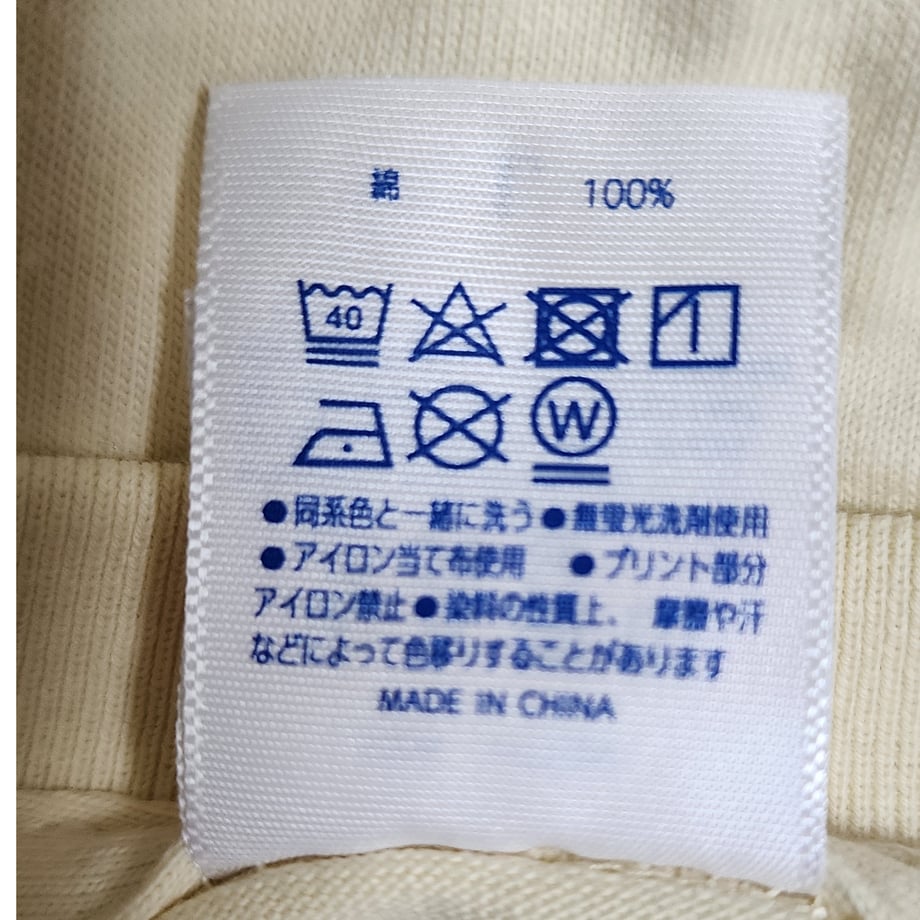 綿 100%
40
W
●同系色と一緒に洗う●無蛍光洗剤使用
●アイロン当て布使用 ●プリント部分
アイロン禁止●染料の性質上、 摩擦や汗
などによって色移りすることがあります
MADE IN CHINA